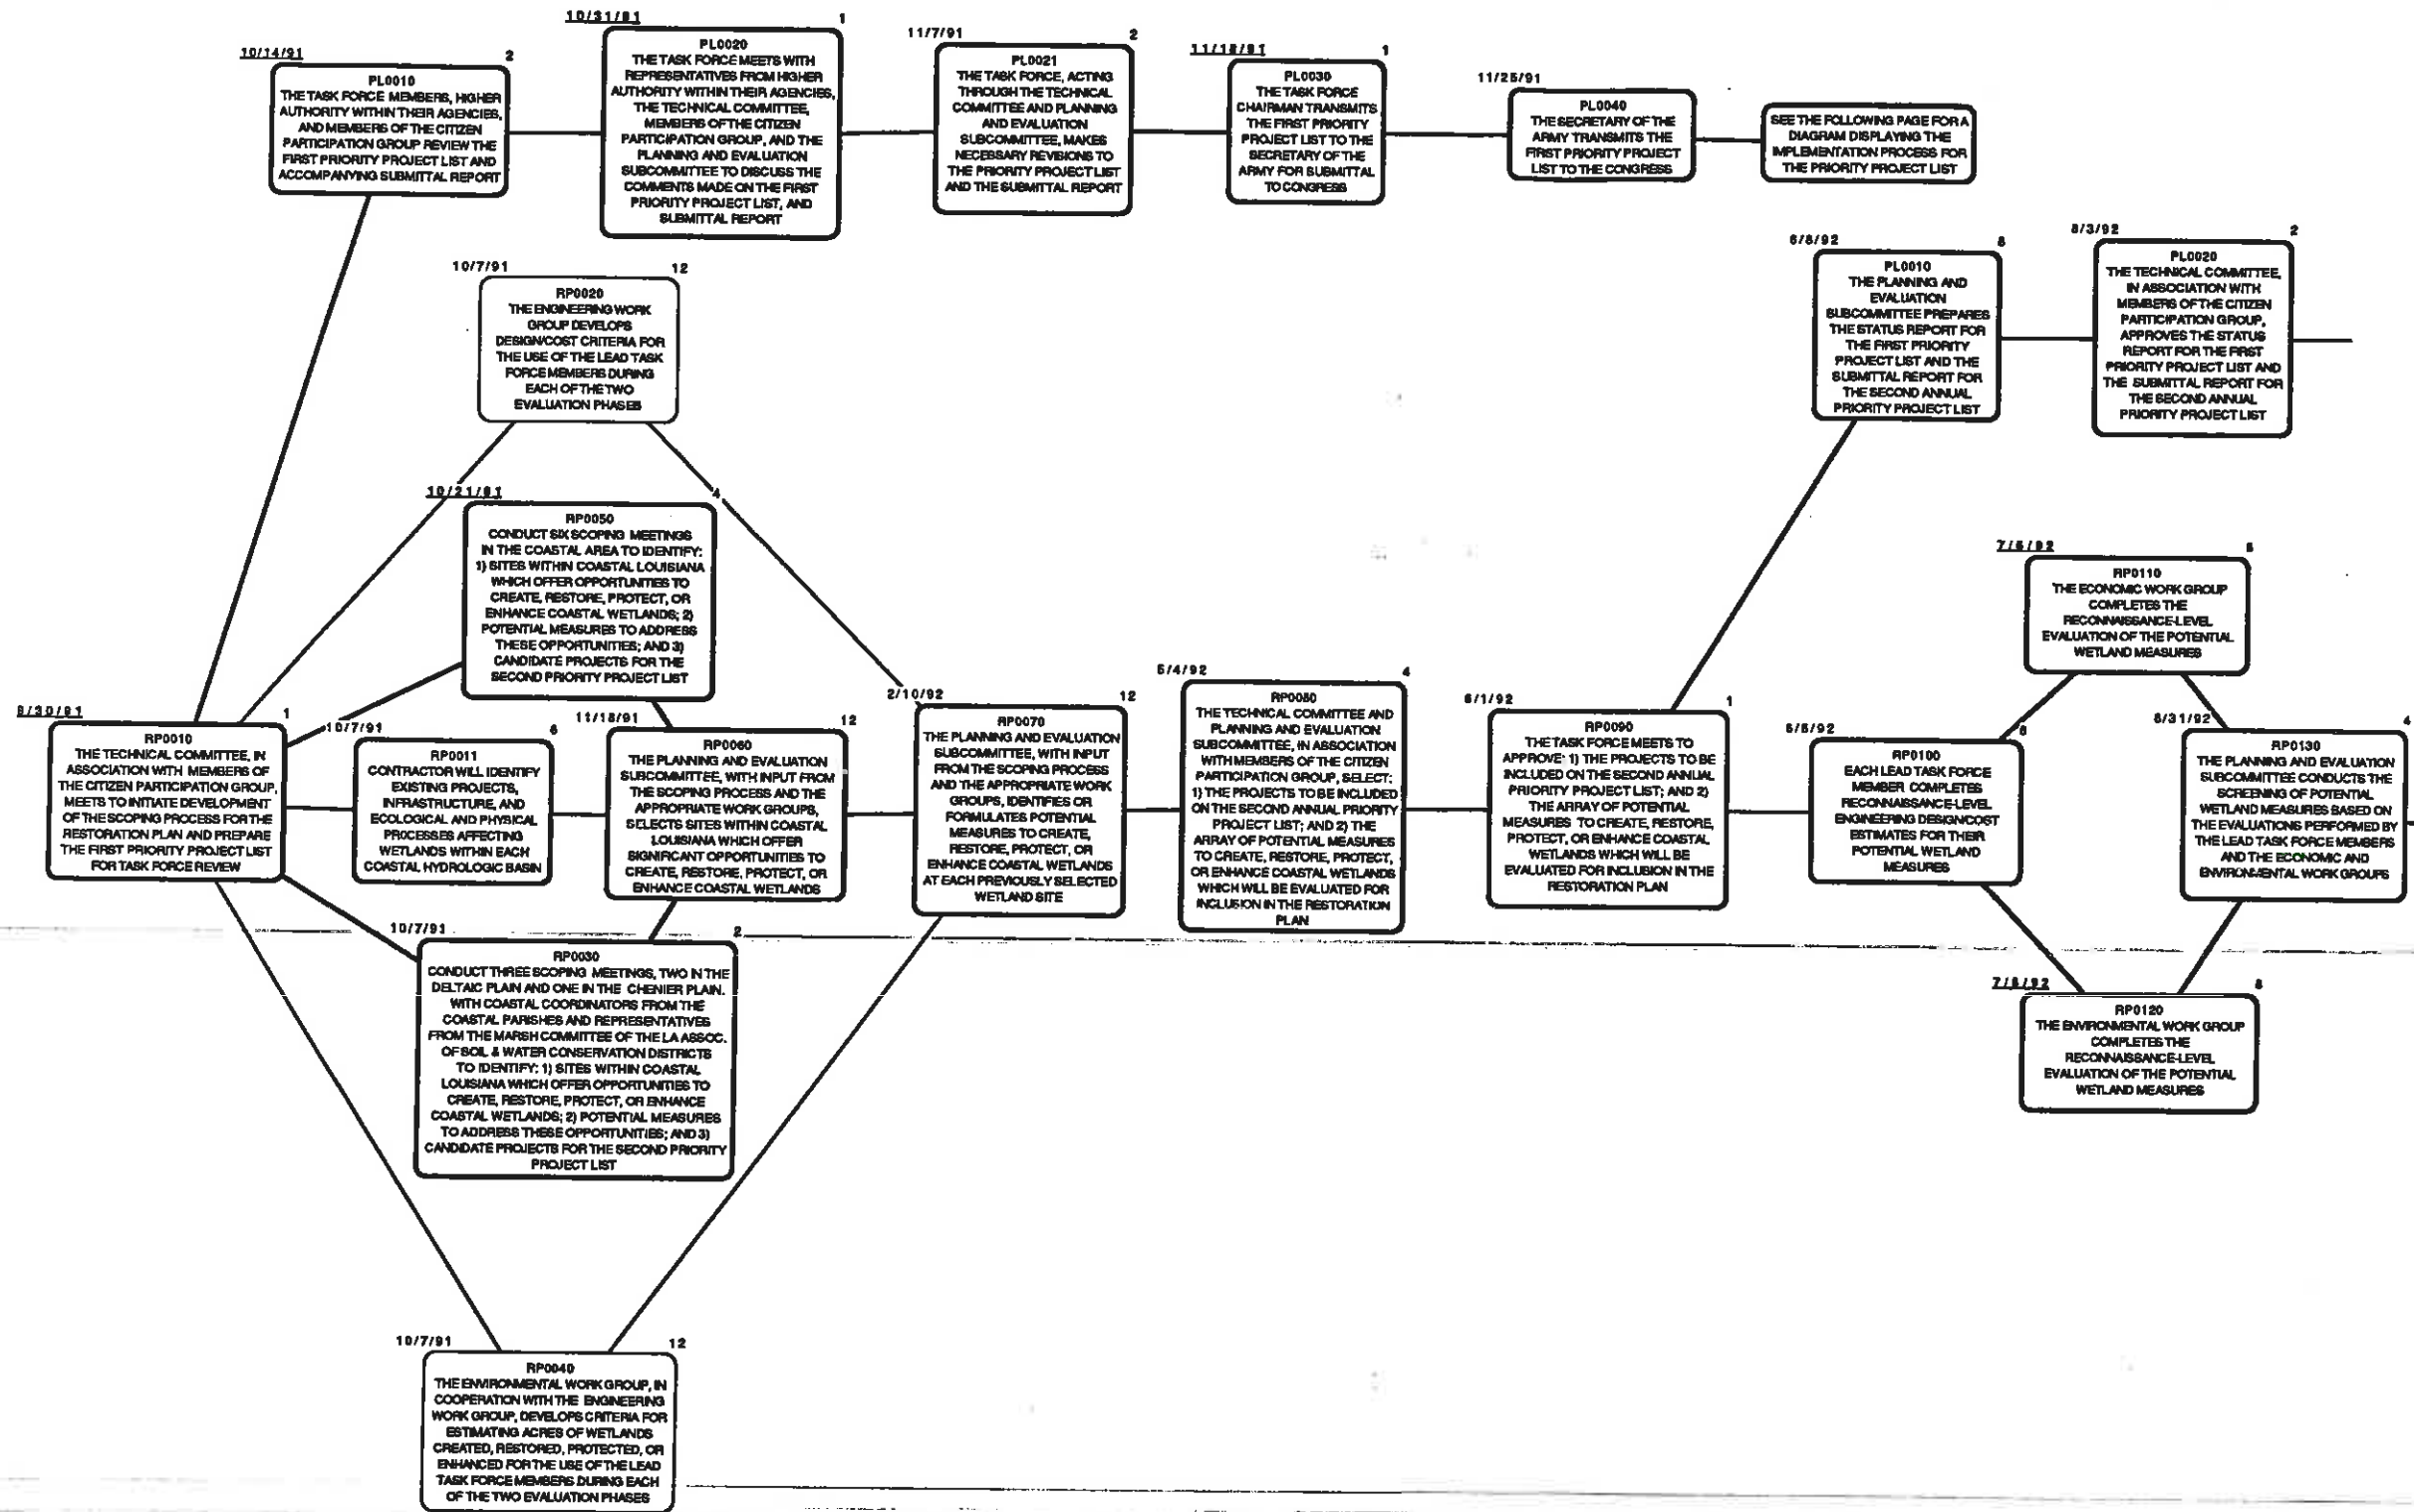 10/14/91 2
PL0010
THE TASK FORCE MEMBERS, HIGHER
AUTHORITY WITHIN THEIR AGENCIES,
AND MEMBERS OF THE CITIZEN
PARTICIPATION GROUP REVIEW THE
FIRST PRIORITY PROJECT LIST AND
ACCOMPANYING SUBMITTAL REPORT
10/31/91 1
PL0020
THE TASK FORCE MEETS WITH
REPRESENTATIVES FROM HIGHER
AUTHORITY WITHIN THEIR AGENCIES,
THE TECHNICAL COMMITTEE,
MEMBERS OF THE CITIZEN
PARTICIPATION GROUP, AND THE
PLANNING AND EVALUATION
SUBCOMMITTEE TO DISCUSS THE
COMMENTS MADE ON THE FIRST
PRIORITY PROJECT LIST, AND
SUBMITTAL REPORT
11/7/91 2
PL0021
THE TASK FORCE, ACTING
THROUGH THE TECHNICAL
COMMITTEE AND PLANNING
AND EVALUATION
SUBCOMMITTEE, MAKES
NECESSARY REVISIONS TO
THE PRIORITY PROJECT LIST
AND THE SUBMITTAL REPORT
11/18/91 1
PL0030
THE TASK FORCE
CHAIRMAN TRANSMITS
THE FIRST PRIORITY
PROJECT LIST TO THE
SECRETARY OF THE
ARMY FOR SUBMITTAL
TO CONGRESS
11/25/91
PL0040
THE SECRETARY OF THE
ARMY TRANSMITS THE
FIRST PRIORITY PROJECT
LIST TO THE CONGRESS
SEE THE FOLLOWING PAGE FOR A
DIAGRAM DISPLAYING THE
IMPLEMENTATION PROCESS FOR
THE PRIORITY PROJECT LIST
6/8/92 8
PL0010
THE PLANNING AND
EVALUATION
SUBCOMMITTEE PREPARES
THE STATUS REPORT FOR
THE FIRST PRIORITY
PROJECT LIST AND THE
SUBMITTAL REPORT FOR
THE SECOND ANNUAL
PRIORITY PROJECT LIST
8/3/92 2
PL0020
THE TECHNICAL COMMITTEE,
IN ASSOCIATION WITH
MEMBERS OF THE CITIZEN
PARTICIPATION GROUP,
APPROVES THE STATUS
REPORT FOR THE FIRST
PRIORITY PROJECT LIST AND
THE SUBMITTAL REPORT FOR
THE SECOND ANNUAL
PRIORITY PROJECT LIST
10/7/91 12
RP0020
THE ENGINEERING WORK
GROUP DEVELOPS
DESIGN/COST CRITERIA FOR
THE USE OF THE LEAD TASK
FORCE MEMBERS DURING
EACH OF THE TWO
EVALUATION PHASES
10/21/91 4
RP0050
CONDUCT SIX SCOPING MEETINGS
IN THE COASTAL AREA TO IDENTIFY:
1) SITES WITHIN COASTAL LOUISIANA
WHICH OFFER OPPORTUNITIES TO
CREATE, RESTORE, PROTECT, OR
ENHANCE COASTAL WETLANDS; 2)
POTENTIAL MEASURES TO ADDRESS
THESE OPPORTUNITIES; AND 3)
CANDIDATE PROJECTS FOR THE
SECOND PRIORITY PROJECT LIST
9/30/91 1
RP0010
THE TECHNICAL COMMITTEE, IN
ASSOCIATION WITH MEMBERS OF
THE CITIZEN PARTICIPATION GROUP,
MEETS TO INITIATE DEVELOPMENT
OF THE SCOPING PROCESS FOR THE
RESTORATION PLAN AND PREPARE
THE FIRST PRIORITY PROJECT LIST
FOR TASK FORCE REVIEW
10/7/91 6
RP0011
CONTRACTOR WILL IDENTIFY
EXISTING PROJECTS,
INFRASTRUCTURE, AND
ECOLOGICAL AND PHYSICAL
PROCESSES AFFECTING
WETLANDS WITHIN EACH
COASTAL HYDROLOGIC BASIN
11/18/91 12
RP0060
THE PLANNING AND EVALUATION
SUBCOMMITTEE, WITH INPUT FROM
THE SCOPING PROCESS AND THE
APPROPRIATE WORK GROUPS,
SELECTS SITES WITHIN COASTAL
LOUISIANA WHICH OFFER
SIGNIFICANT OPPORTUNITIES TO
CREATE, RESTORE, PROTECT, OR
ENHANCE COASTAL WETLANDS
2/10/92 12
RP0070
THE PLANNING AND EVALUATION
SUBCOMMITTEE, WITH INPUT
FROM THE SCOPING PROCESS
AND THE APPROPRIATE WORK
GROUPS, IDENTIFIES OR
FORMULATES POTENTIAL
MEASURES TO CREATE,
RESTORE, PROTECT, OR
ENHANCE COASTAL WETLANDS
AT EACH PREVIOUSLY SELECTED
WETLAND SITE
5/4/92 4
RP0080
THE TECHNICAL COMMITTEE AND
PLANNING AND EVALUATION
SUBCOMMITTEE, IN ASSOCIATION
WITH MEMBERS OF THE CITIZEN
PARTICIPATION GROUP, SELECT:
1) THE PROJECTS TO BE INCLUDED
ON THE SECOND ANNUAL PRIORITY
PROJECT LIST; AND 2) THE
ARRAY OF POTENTIAL MEASURES
TO CREATE, RESTORE, PROTECT,
OR ENHANCE COASTAL WETLANDS
WHICH WILL BE EVALUATED FOR
INCLUSION IN THE RESTORATION
PLAN
6/1/92 1
RP0090
THE TASK FORCE MEETS TO
APPROVE: 1) THE PROJECTS TO BE
INCLUDED ON THE SECOND ANNUAL
PRIORITY PROJECT LIST; AND 2)
THE ARRAY OF POTENTIAL
MEASURES TO CREATE, RESTORE,
PROTECT, OR ENHANCE COASTAL
WETLANDS WHICH WILL BE
EVALUATED FOR INCLUSION IN THE
RESTORATION PLAN
RP0100
EACH LEAD TASK FORCE
MEMBER COMPLETES
RECONNAISSANCE-LEVEL
ENGINEERING DESIGN/COST
ESTIMATES FOR THEIR
POTENTIAL WETLAND
MEASURES
7/6/92
RP0110
THE ECONOMIC WORK GROUP
COMPLETES THE
RECONNAISSANCE-LEVEL
EVALUATION OF THE POTENTIAL
WETLAND MEASURES
8/31/92 4
RP0130
THE PLANNING AND EVALUATION
SUBCOMMITTEE CONDUCTS THE
SCREENING OF POTENTIAL
WETLAND MEASURES BASED ON
THE EVALUATIONS PERFORMED BY
THE LEAD TASK FORCE MEMBERS
AND THE ECONOMIC AND
ENVIRONMENTAL WORK GROUPS
10/7/91 2
RP0030
CONDUCT THREE SCOPING MEETINGS, TWO IN THE
DELTAIC PLAIN AND ONE IN THE CHENIER PLAIN.
WITH COASTAL COORDINATORS FROM THE
COASTAL PARISHES AND REPRESENTATIVES
FROM THE MARSH COMMITTEE OF THE LA ASSOC.
OF SOIL & WATER CONSERVATION DISTRICTS
TO IDENTIFY: 1) SITES WITHIN COASTAL
LOUISIANA WHICH OFFER OPPORTUNITIES TO
CREATE, RESTORE, PROTECT, OR ENHANCE
COASTAL WETLANDS; 2) POTENTIAL MEASURES
TO ADDRESS THESE OPPORTUNITIES; AND 3)
CANDIDATE PROJECTS FOR THE SECOND PRIORITY
PROJECT LIST
7/6/92 8
RP0120
THE ENVIRONMENTAL WORK GROUP
COMPLETES THE
RECONNAISSANCE-LEVEL
EVALUATION OF THE POTENTIAL
WETLAND MEASURES
10/7/91 12
RP0040
THE ENVIRONMENTAL WORK GROUP, IN
COOPERATION WITH THE ENGINEERING
WORK GROUP, DEVELOPS CRITERIA FOR
ESTIMATING ACRES OF WETLANDS
CREATED, RESTORED, PROTECTED, OR
ENHANCED FOR THE USE OF THE LEAD
TASK FORCE MEMBERS DURING EACH
OF THE TWO EVALUATION PHASES